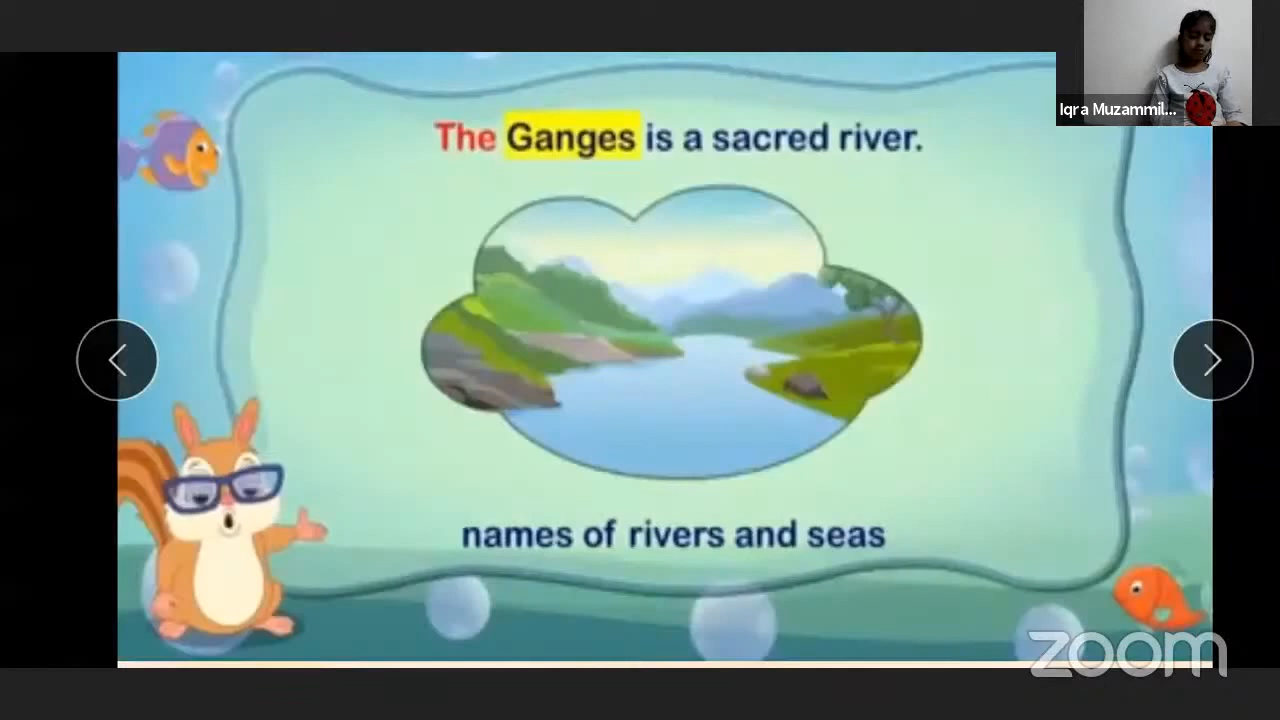 The Ganges is a sacred river.
Iqra Muzammil...
names of rivers and seas
zoom